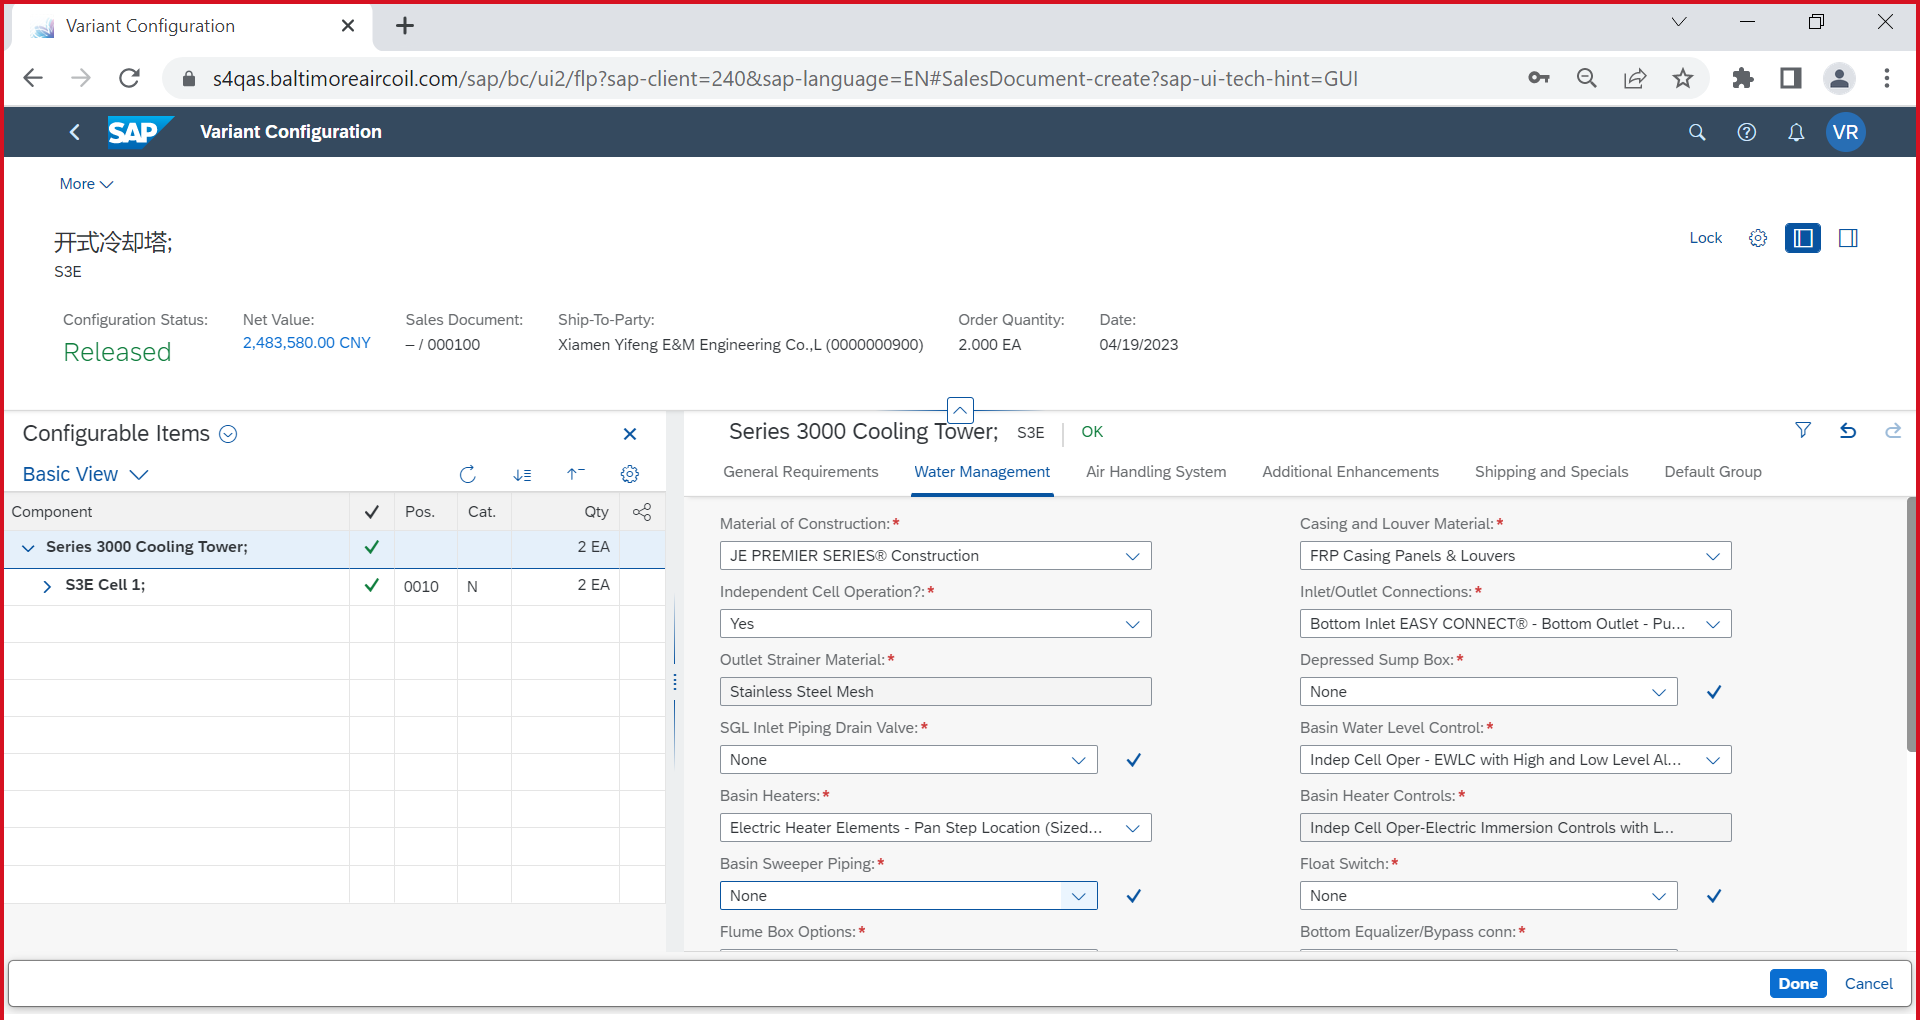 Variant Configuration
s4qas.baltimoreaircoil.com/sap/bc/ui2/flp?sap-client=240&sap-language=EN#SalesDocument-create?sap-ui-tech-hint=GUI
SAP Variant Configuration VR
More
开式冷却塔;
S3E
Lock
Configuration Status: Net Value: Sales Document: Ship-To-Party: Order Quantity: Date:
Released 2,483,580.00 CNY – / 000100 Xiamen Yifeng E&M Engineering Co.,L (0000000900) 2.000 EA 04/19/2023
Configurable Items
Basic View
Component Pos. Cat. Qty
Series 3000 Cooling Tower; 2 EA
S3E Cell 1; 0010 N 2 EA
Series 3000 Cooling Tower; S3E OK
General Requirements Water Management Air Handling System Additional Enhancements Shipping and Specials Default Group
Material of Construction:* Casing and Louver Material:*
JE PREMIER SERIES® Construction FRP Casing Panels & Louvers
Independent Cell Operation?:* Inlet/Outlet Connections:*
Yes Bottom Inlet EASY CONNECT® - Bottom Outlet - Pu...
Outlet Strainer Material:* Depressed Sump Box:*
Stainless Steel Mesh None
SGL Inlet Piping Drain Valve:* Basin Water Level Control:*
None Indep Cell Oper - EWLC with High and Low Level Al...
Basin Heaters:* Basin Heater Controls:*
Electric Heater Elements - Pan Step Location (Sized... Indep Cell Oper-Electric Immersion Controls with L...
Basin Sweeper Piping:* Float Switch:*
None None
Flume Box Options:* Bottom Equalizer/Bypass conn:*
Done Cancel